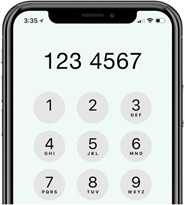 3:35
123 4567
1 2 3
DEF
4 5 6
GHI JKL MNO
7 8 9
PQRS TUV WXYZ